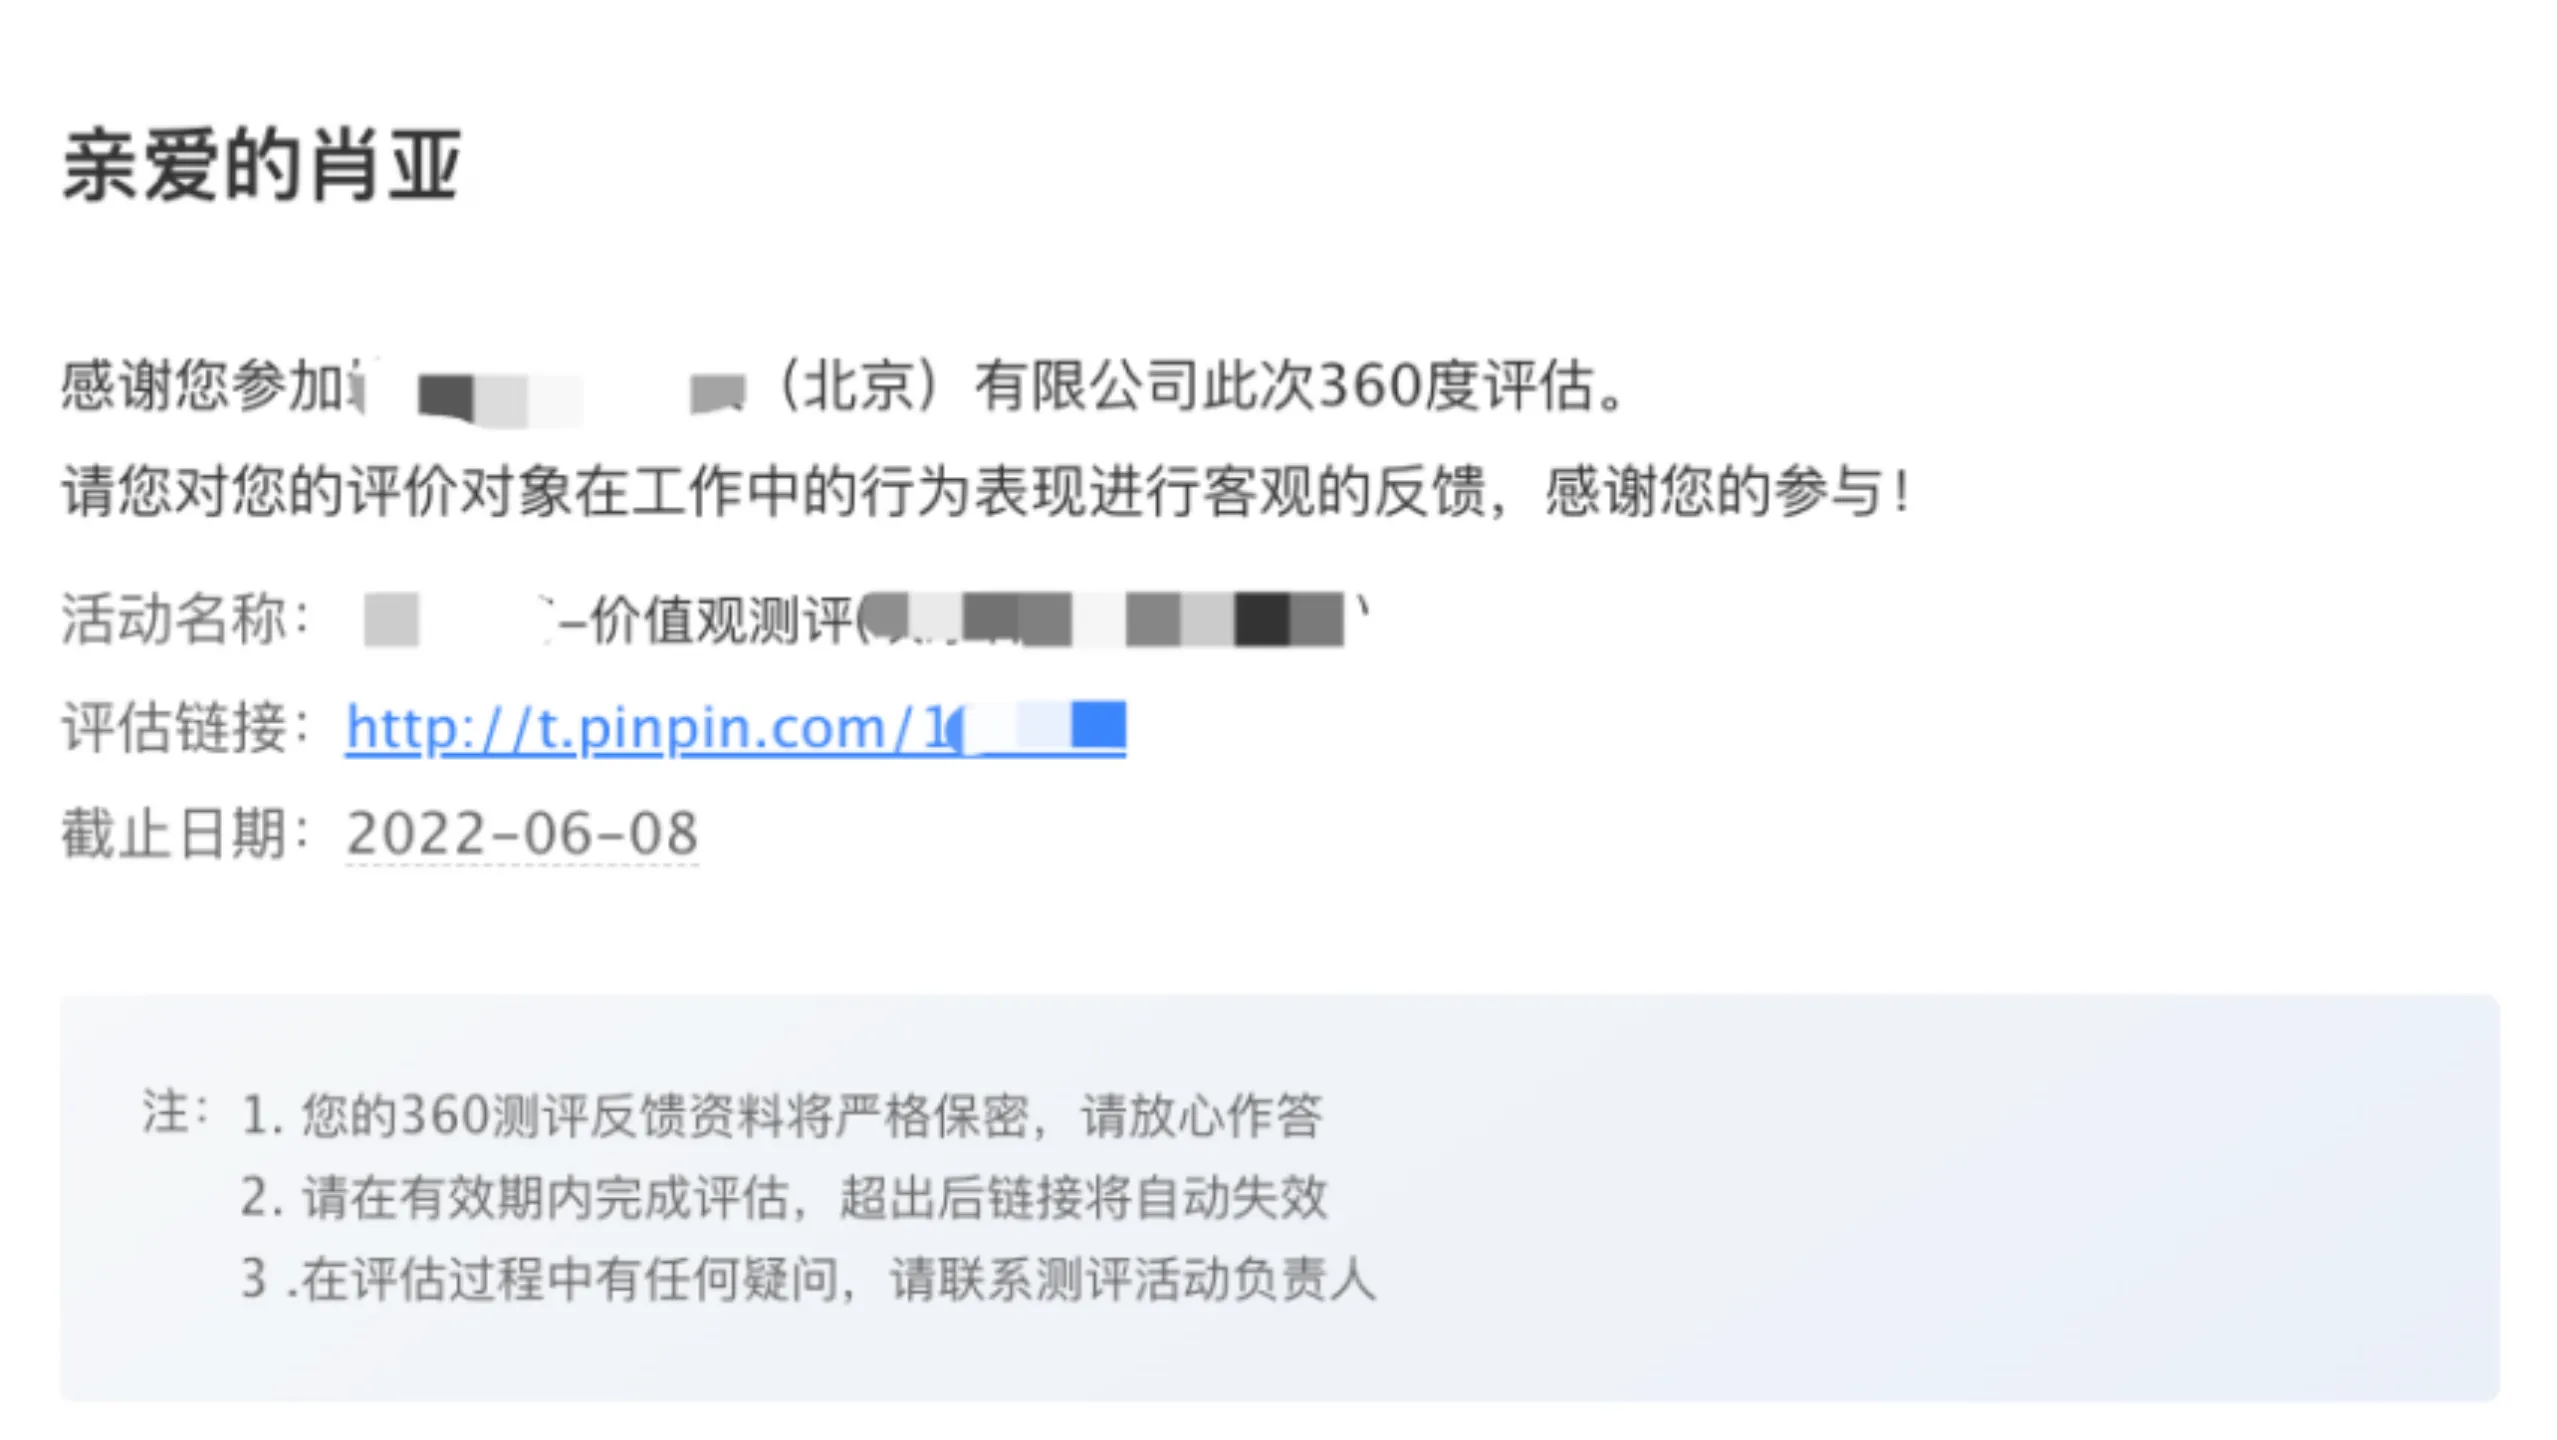 亲爱的肖亚
感谢您参加（北京）有限公司此次360度评估。
请您对您的评价对象在工作中的行为表现进行客观的反馈，感谢您的参与！
活动名称： –价值观测评(
评估链接： http://t.pinpin.com/1
截止日期： 2022-06-08
注： 1. 您的360测评反馈资料将严格保密，请放心作答
2. 请在有效期内完成评估，超出后链接将自动失效
3 .在评估过程中有任何疑问，请联系测评活动负责人